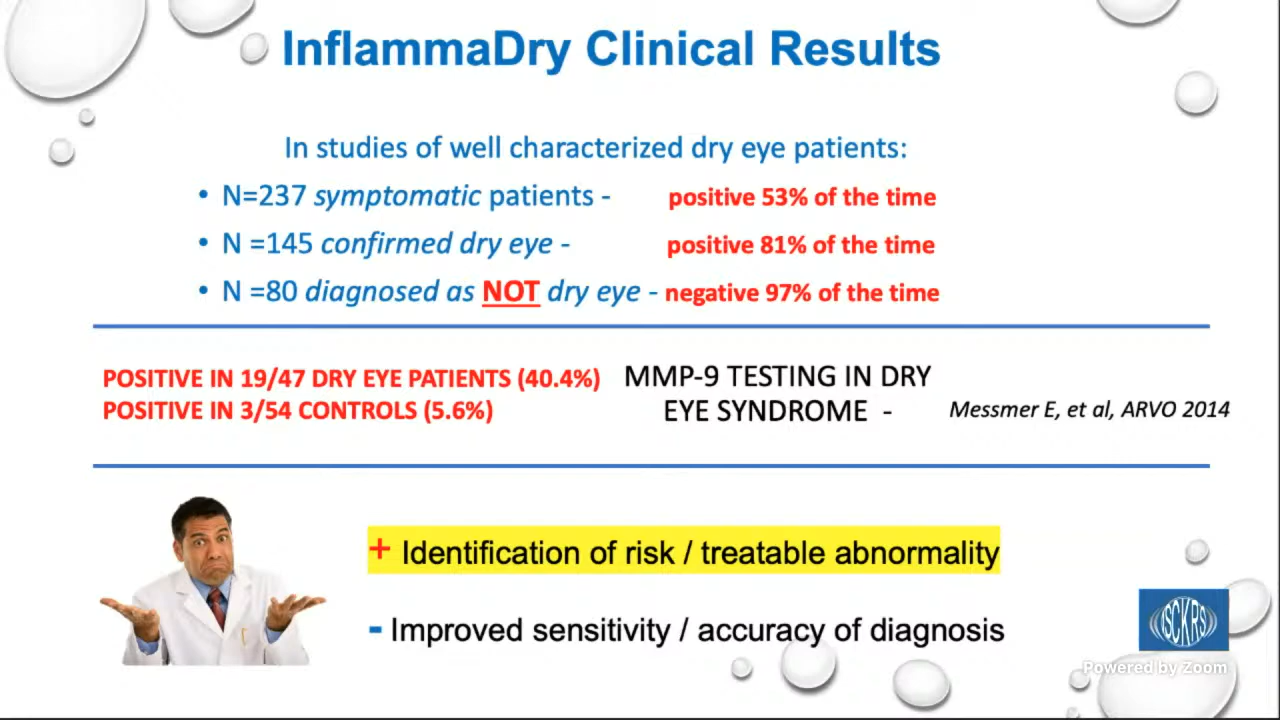 InflammaDry Clinical Results
In studies of well characterized dry eye patients:
• N=237 symptomatic patients - positive 53% of the time
• N =145 confirmed dry eye - positive 81% of the time
• N =80 diagnosed as NOT dry eye - negative 97% of the time
POSITIVE IN 19/47 DRY EYE PATIENTS (40.4%)
POSITIVE IN 3/54 CONTROLS (5.6%)
MMP-9 TESTING IN DRY
EYE SYNDROME -
Messmer E, et al, ARVO 2014
+ Identification of risk / treatable abnormality
- Improved sensitivity / accuracy of diagnosis
ISCKRS
Powered by Zoom